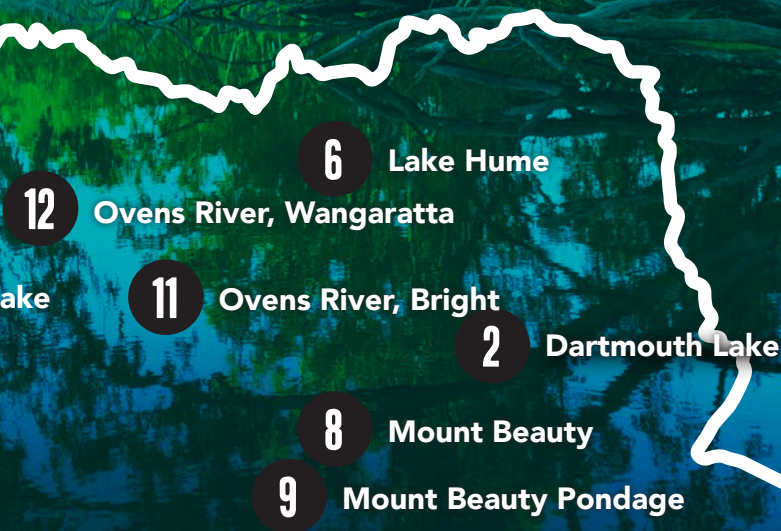 6 Lake Hume
12 Ovens River, Wangaratta
ake 11 Ovens River, Bright
2 Dartmouth Lake
8 Mount Beauty
9 Mount Beauty Pondage